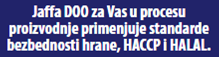 Jaffa DOO za Vas u procesu
proizvodnje primenjuje standarde
bezbednosti hrane, HACCP i HALAL.